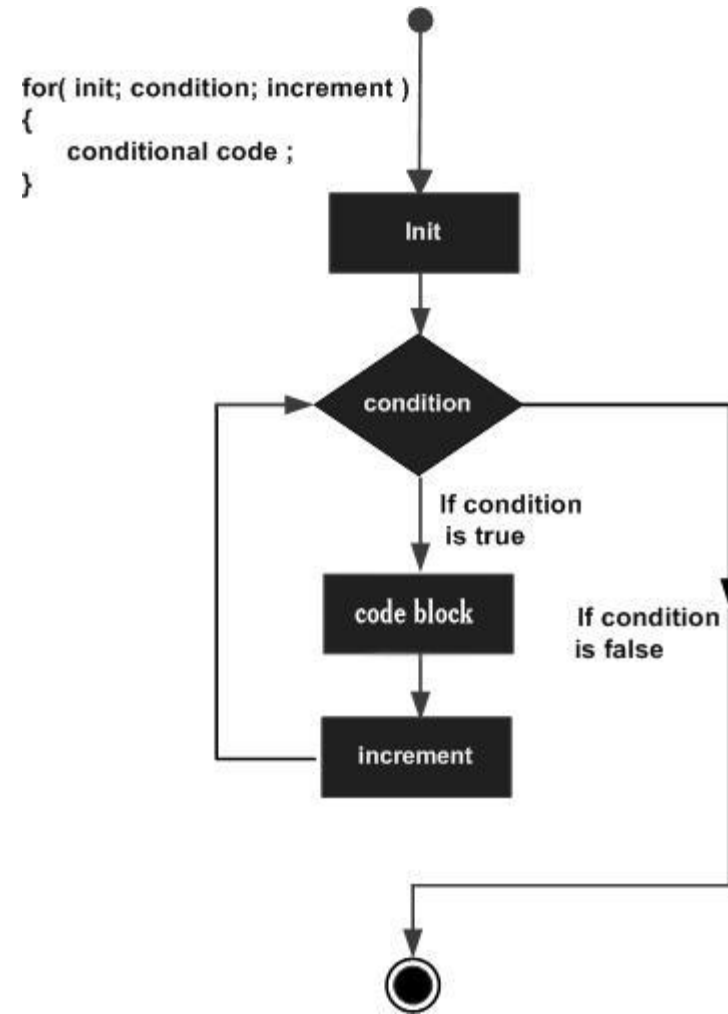 for( init; condition; increment )
{
conditional code ;
}
Init
condition
If condition
is true
code block
If condition
is false
increment